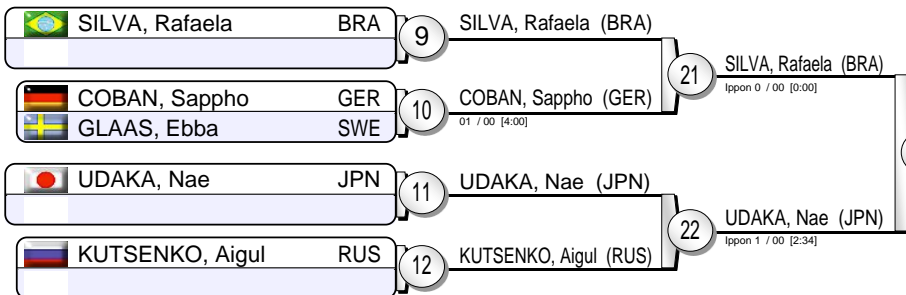 SILVA, Rafaela BRA
9
SILVA, Rafaela (BRA)
21
SILVA, Rafaela (BRA)
Ippon 0 / 00 [0:00]
COBAN, Sappho GER
GLAAS, Ebba SWE
10
COBAN, Sappho (GER)
01 / 00 [4:00]
UDAKA, Nae JPN
11
UDAKA, Nae (JPN)
22
UDAKA, Nae (JPN)
Ippon 1 / 00 [2:34]
KUTSENKO, Aigul RUS
12
KUTSENKO, Aigul (RUS)